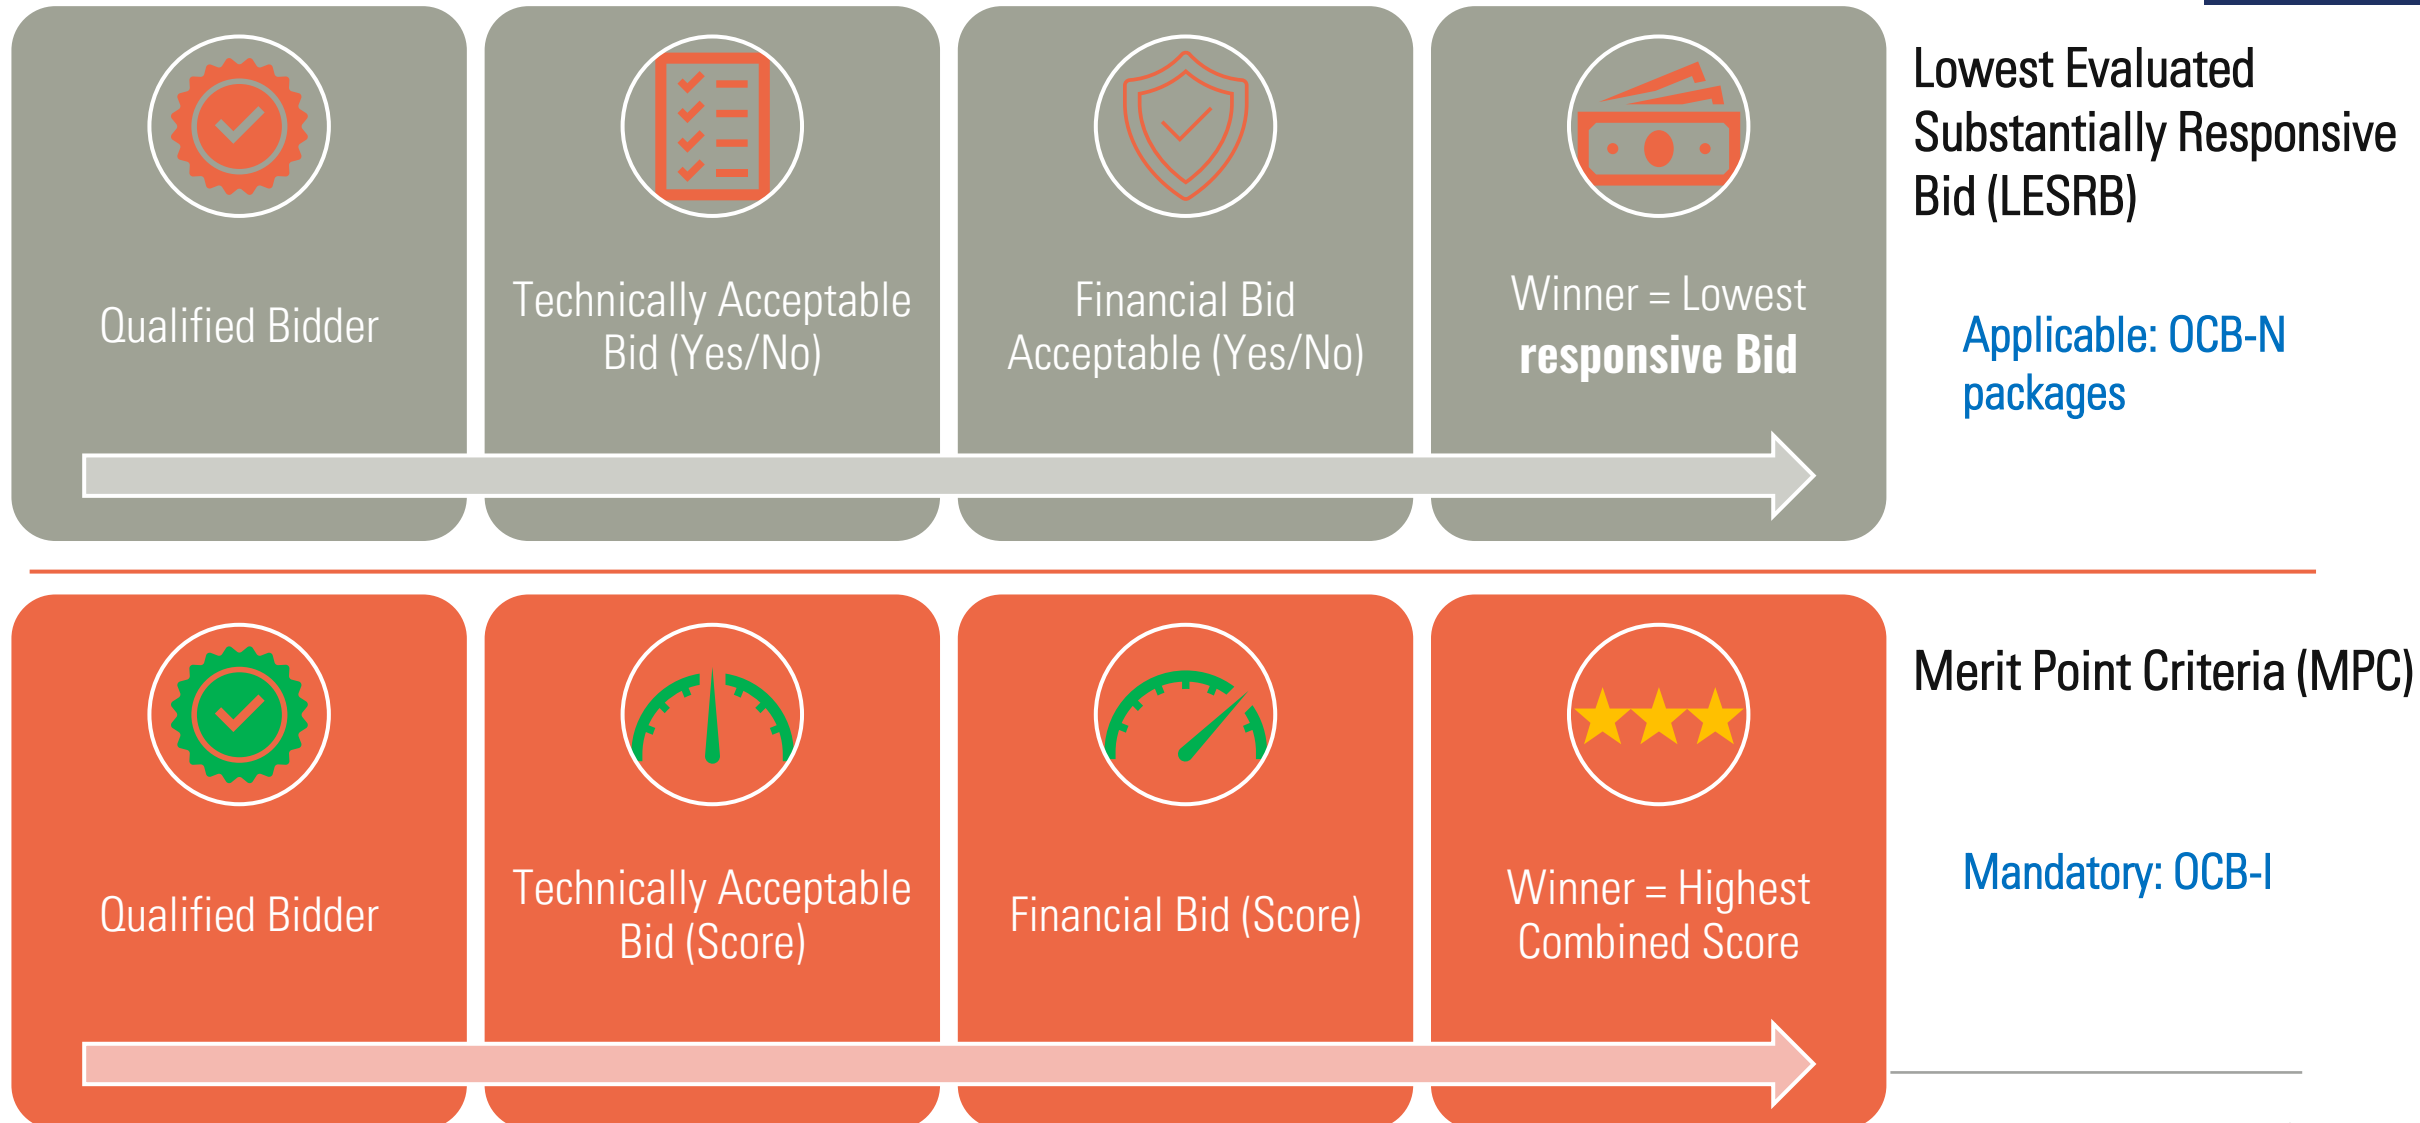 Qualified Bidder
Technically Acceptable
Bid (Yes/No)
Financial Bid
Acceptable (Yes/No)
Winner = Lowest
responsive Bid
Lowest Evaluated
Substantially Responsive
Bid (LESRB)
Applicable: OCB-N
packages
Qualified Bidder
Technically Acceptable
Bid (Score)
Financial Bid (Score)
Winner = Highest
Combined Score
Merit Point Criteria (MPC)
Mandatory: OCB-I